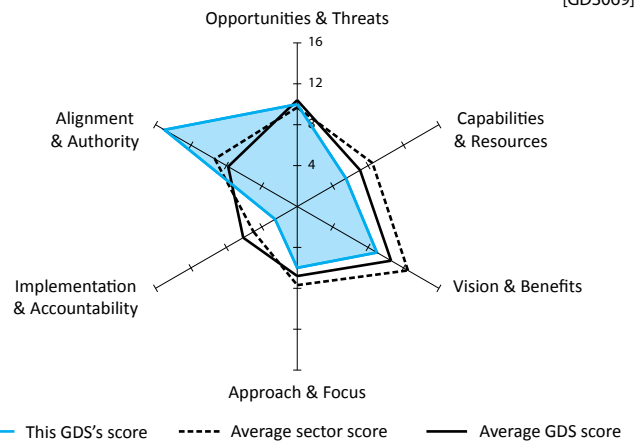 Opportunities & Threats
16
12
8
4
Alignment
& Authority
Capabilities
& Resources
Implementation
& Accountability
Vision & Benefits
Approach & Focus
This GDS's score
Average sector score
Average GDS score